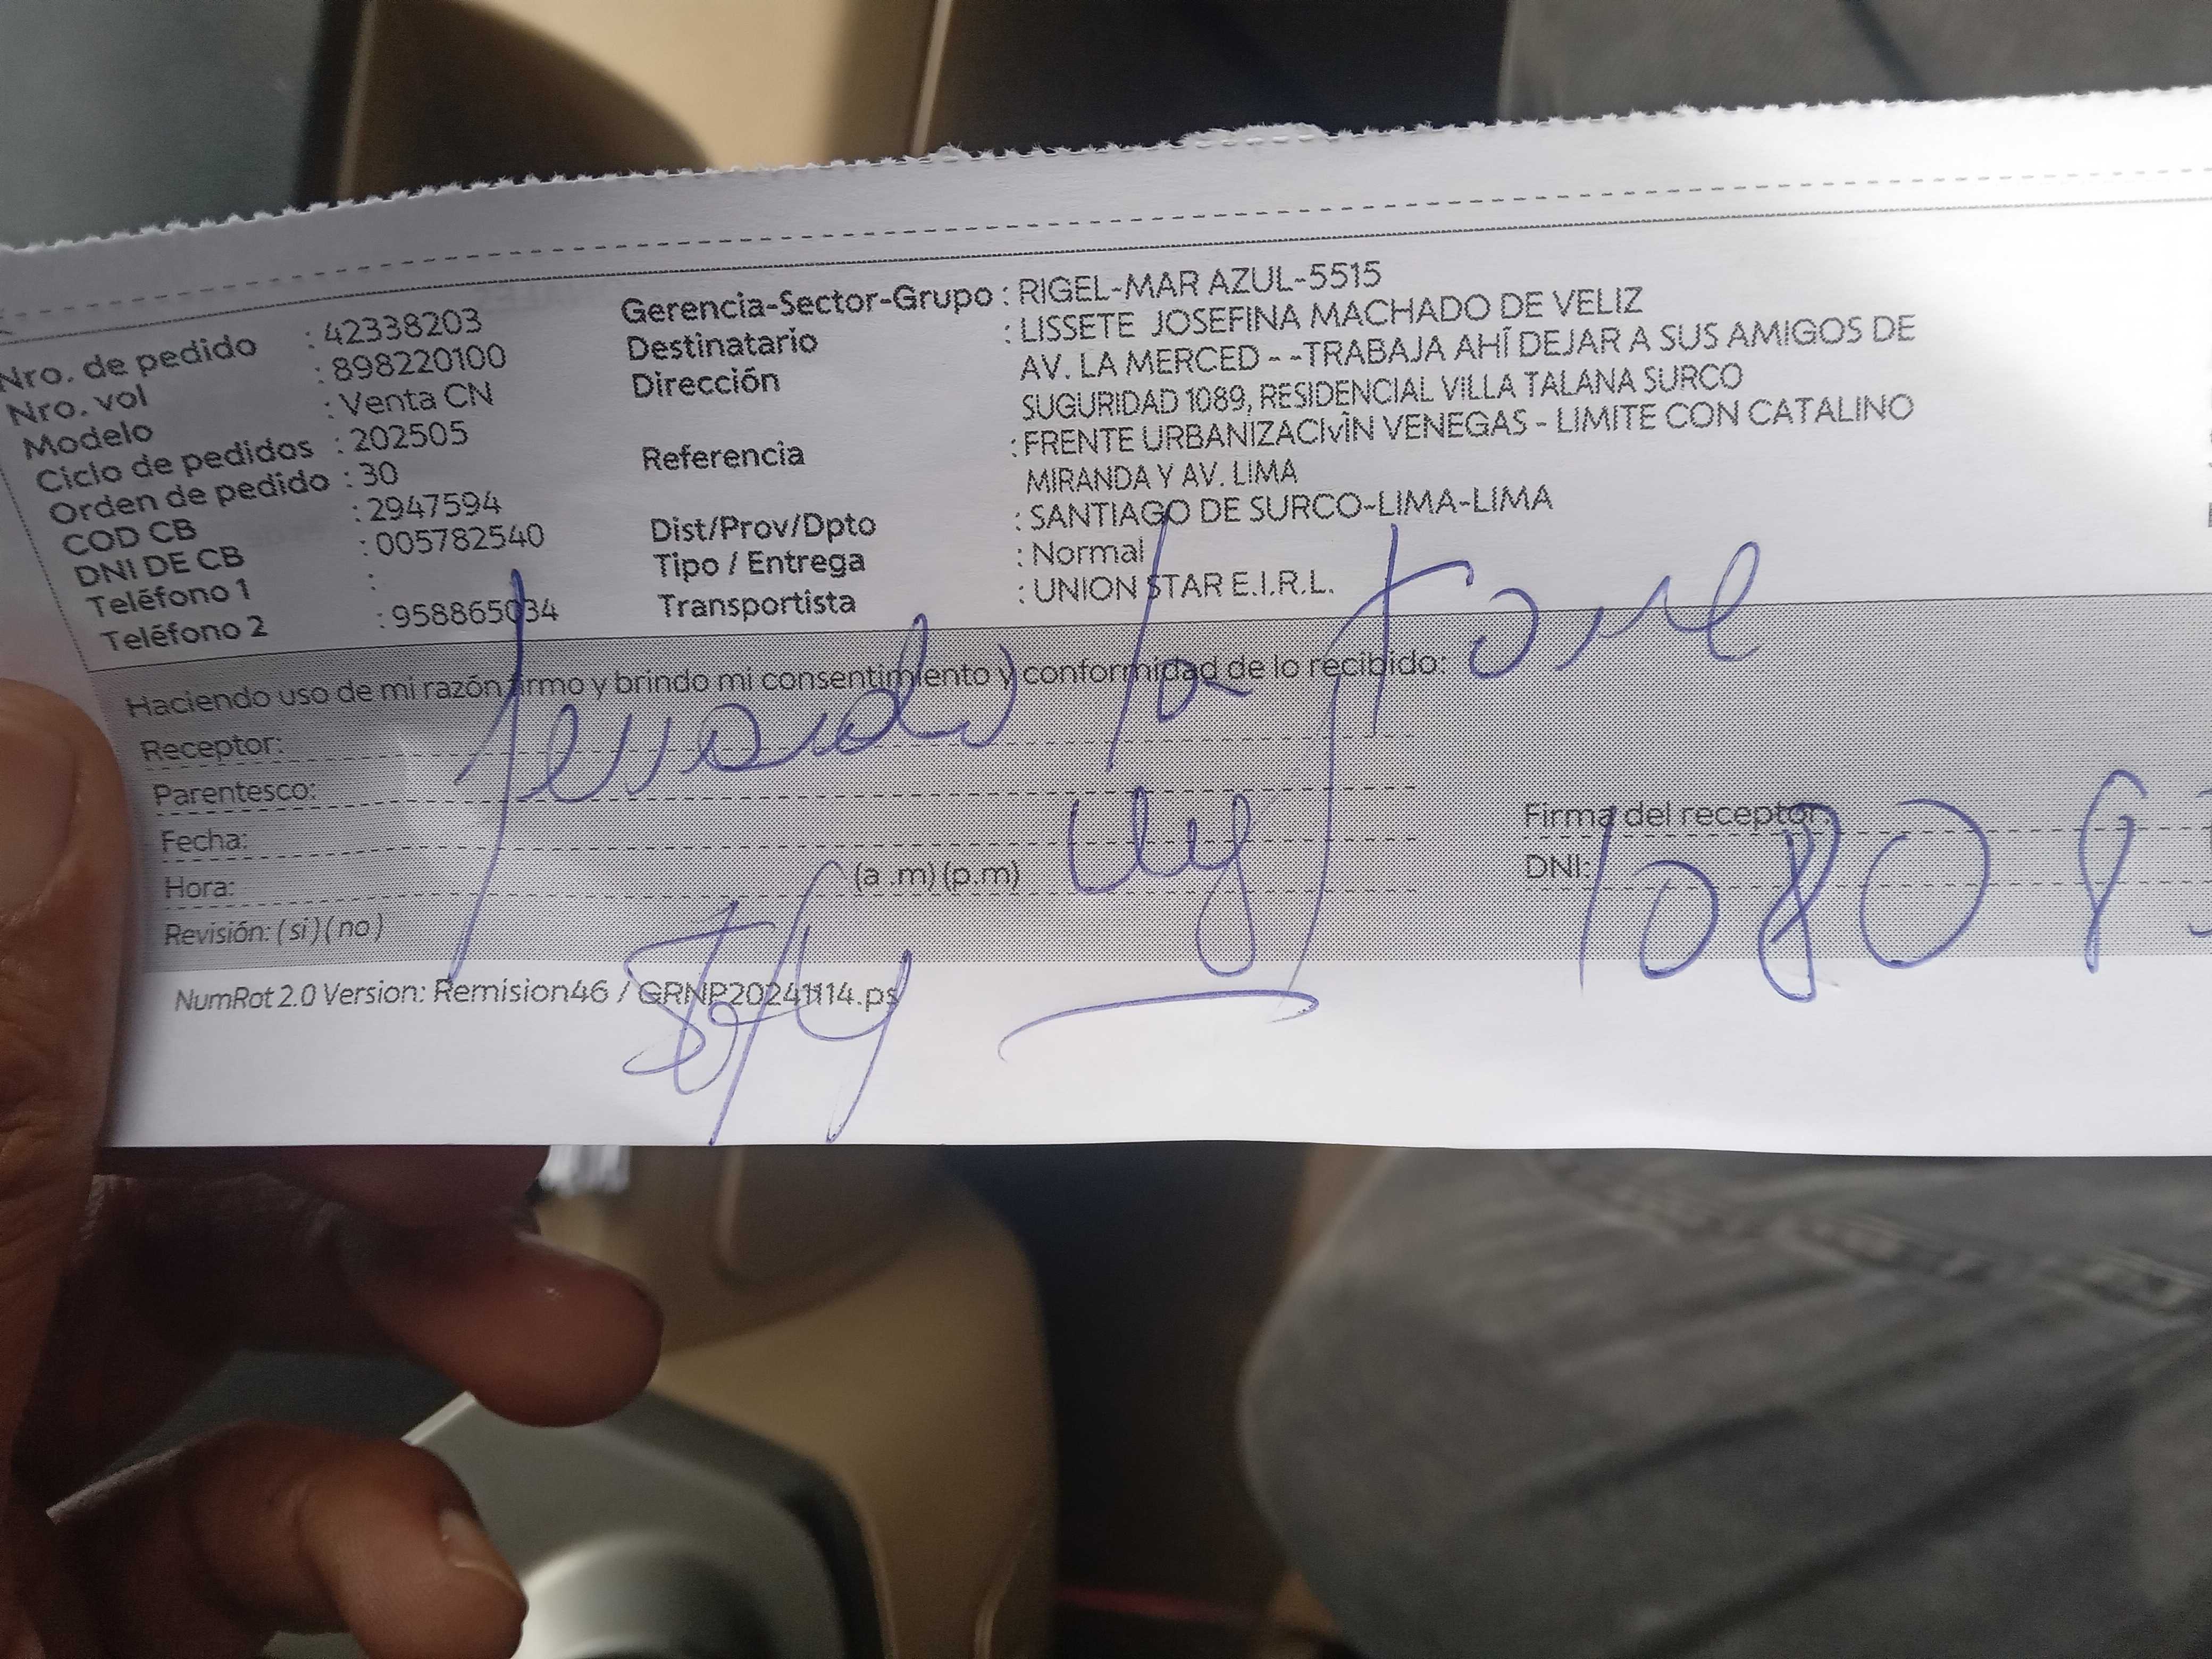 Nro. de pedido : 42338203
Nro. vol : 898220100
Modelo : Venta CN
Ciclo de pedidos : 202505
Orden de pedido : 30
COD CB : 2947594
DNI DE CB : 005782540
Teléfono 1 :
Teléfono 2 : 958865034
Gerencia-Sector-Grupo : RIGEL-MAR AZUL-5515
Destinatario : LISSETE JOSEFINA MACHADO DE VELIZ
Dirección AV. LA MERCED - -TRABAJA AHÍ DEJAR A SUS AMIGOS DE
SUGURIDAD 1089, RESIDENCIAL VILLA TALANA SURCO
Referencia : FRENTE URBANIZACIVÎN VENEGAS - LIMITE CON CATALINO
MIRANDA Y AV. LIMA
Dist/Prov/Dpto : SANTIAGO DE SURCO-LIMA-LIMA
Tipo / Entrega : Normal
Transportista : UNION STAR E.I.R.L.
Haciendo uso de mi razón firmo y brindo mi consentimiento y conformidad de lo recibido:
Receptor: la torre
Parentesco:
Fecha:
Hora: (a .m) (p.m)
Revisión: ( si ) ( no )
Firma del receptor
DNI: 1080 8
NumRot 2.0 Version: Remision46 / GRNP20241114.ps